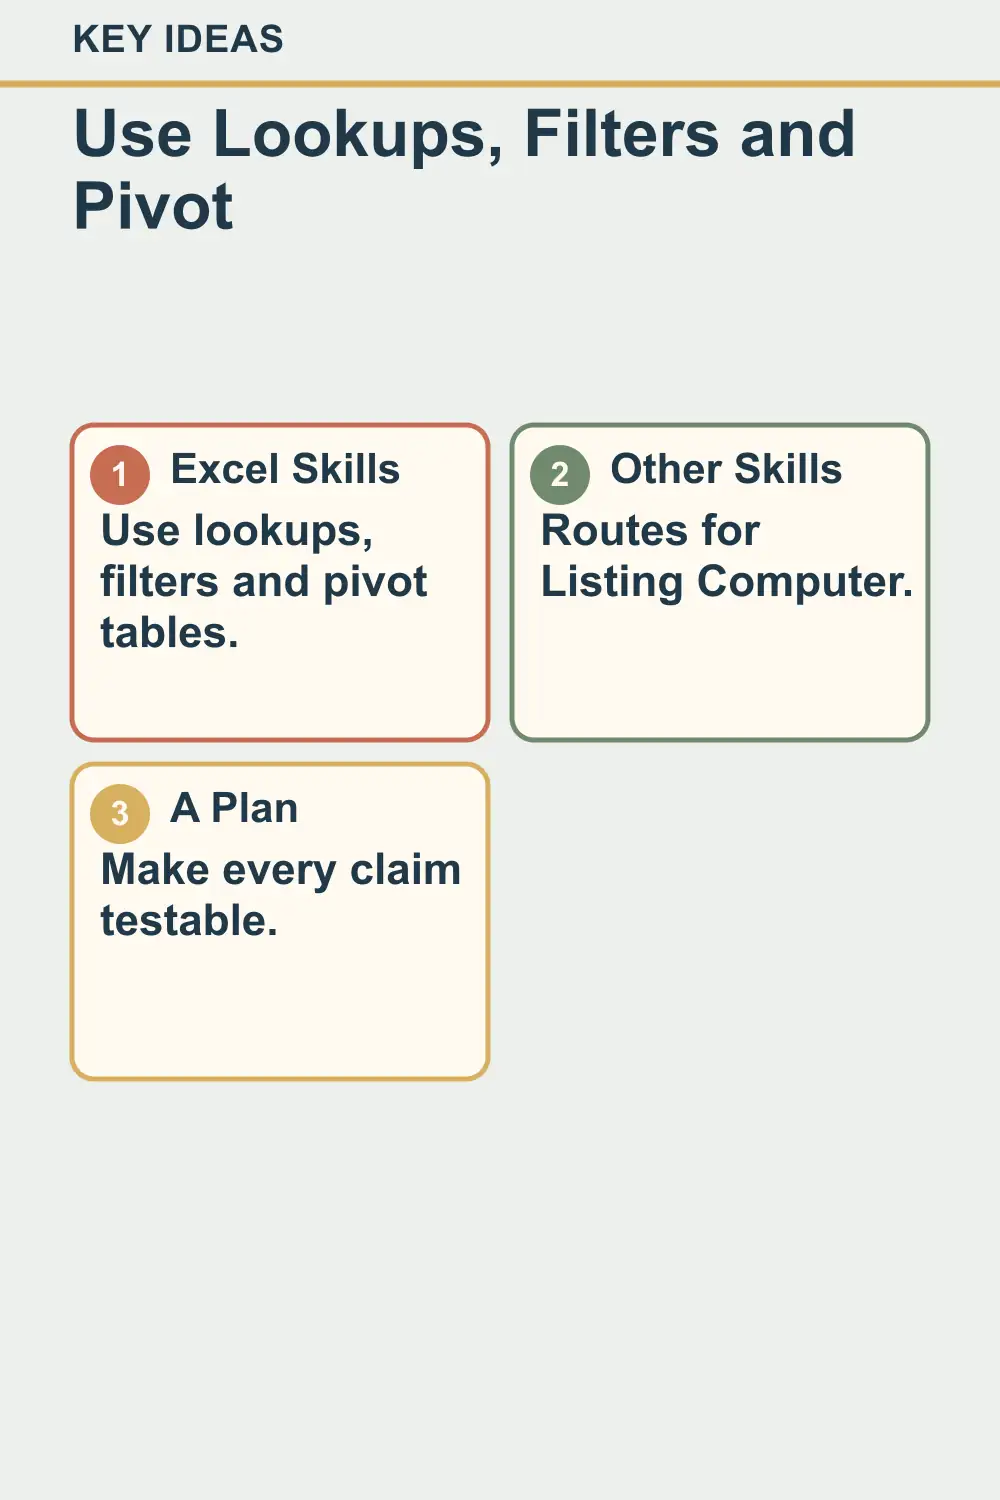 KEY IDEAS
Use Lookups, Filters and
Pivot
1 Excel Skills
Use lookups,
filters and pivot
tables.
2 Other Skills
Routes for
Listing Computer.
3 A Plan
Make every claim
testable.